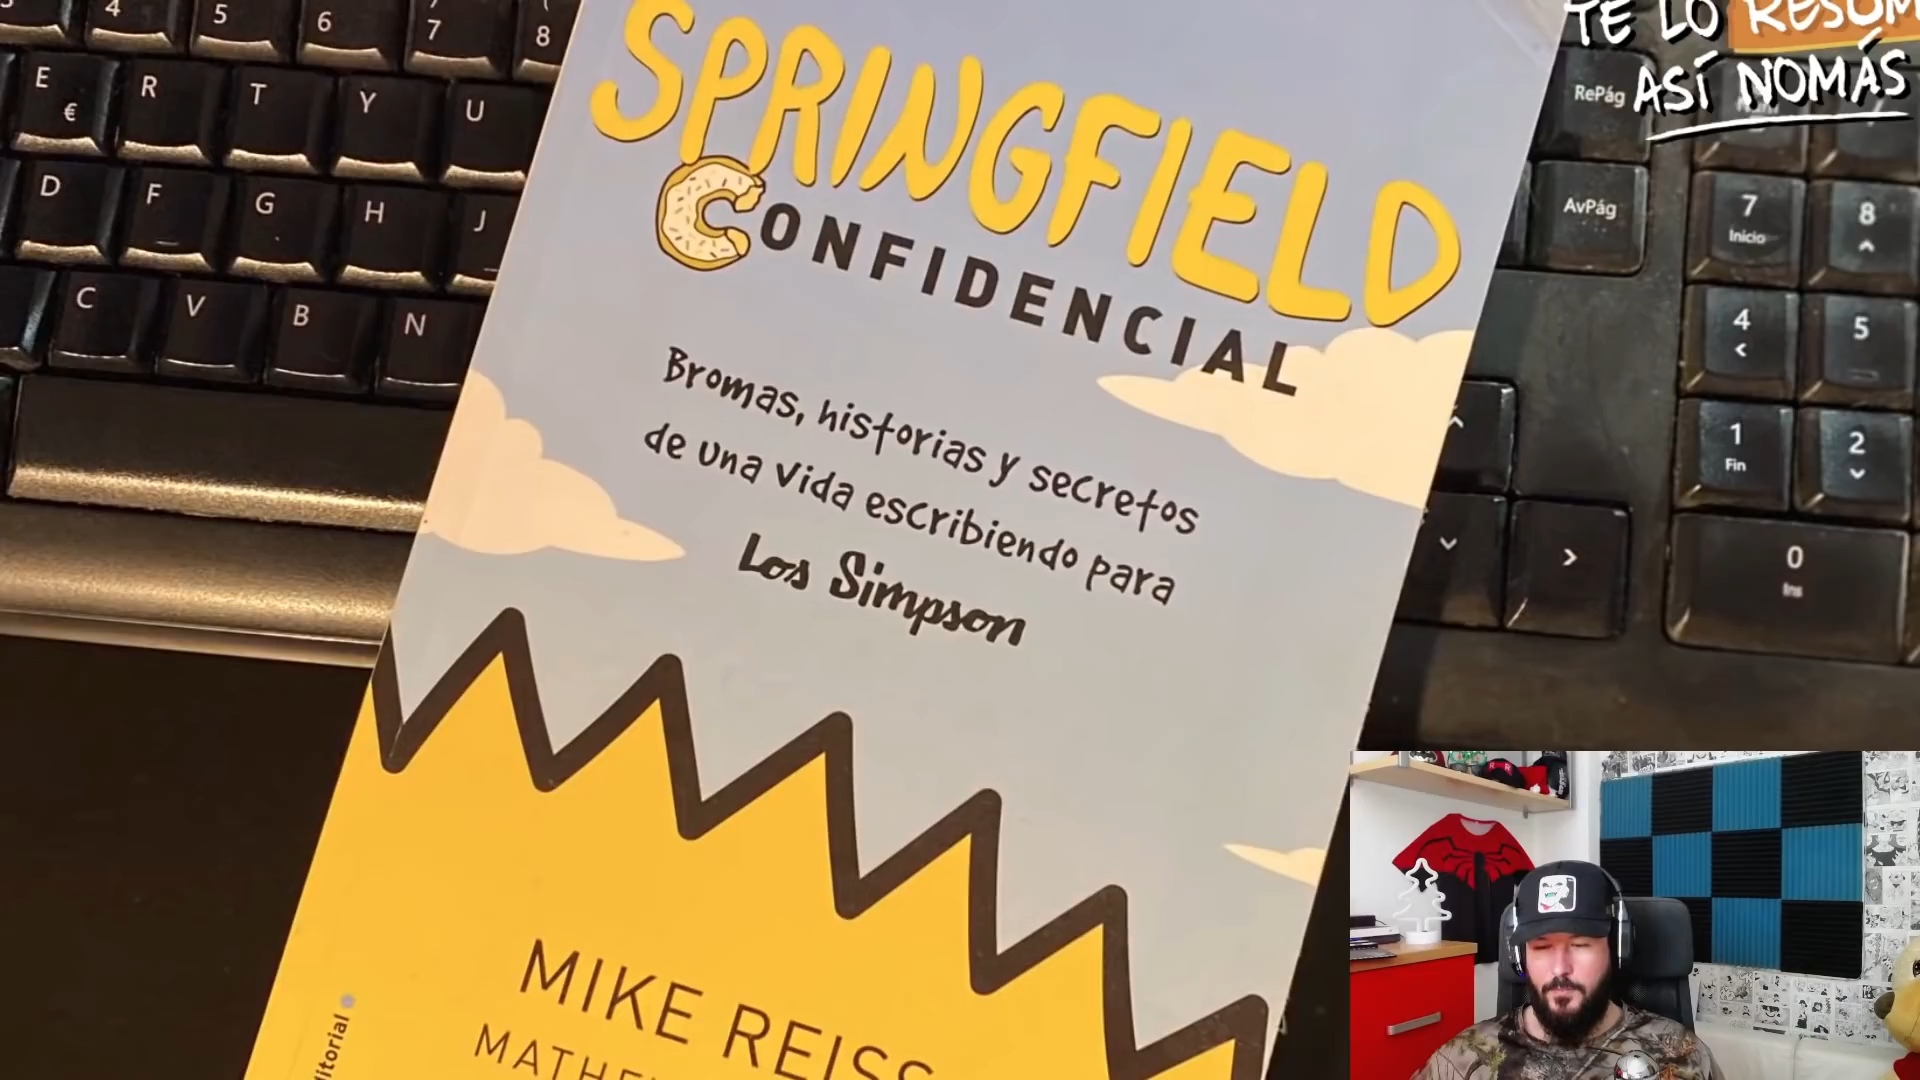 TE LO RESUM
ASÍ NOMÁS
SPRINGFIELD
CONFIDENCIAL
Bromas, historias y secretos
de una vida escribiendo para
Los Simpson
MIKE REISS
4 5 6 7 8
E € R T Y U
D F G H J
C V B N
RePág
AvPág
7 Inicio
8
4
5
1 Fin
2
0 Ins